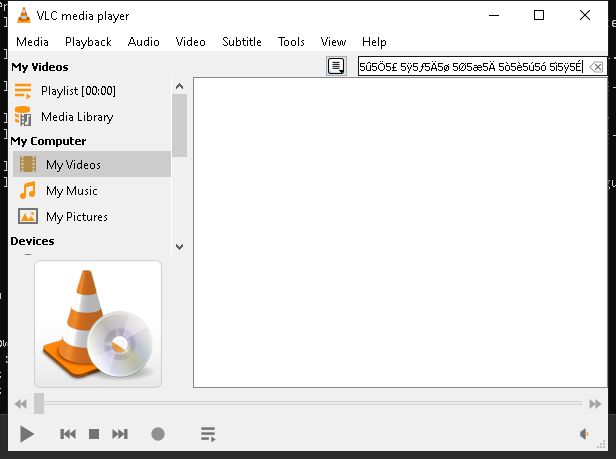 VLC media player
Media Playback Audio Video Subtitle Tools View Help
My Videos
5û5Ö5£ 5ÿ5ƒ5Ä5ø 5Ø5æ5Ä 5ò5è5ú5ó 5ì5ÿ5É
Playlist [00:00]
Media Library
My Computer
My Videos
My Music
My Pictures
Devices